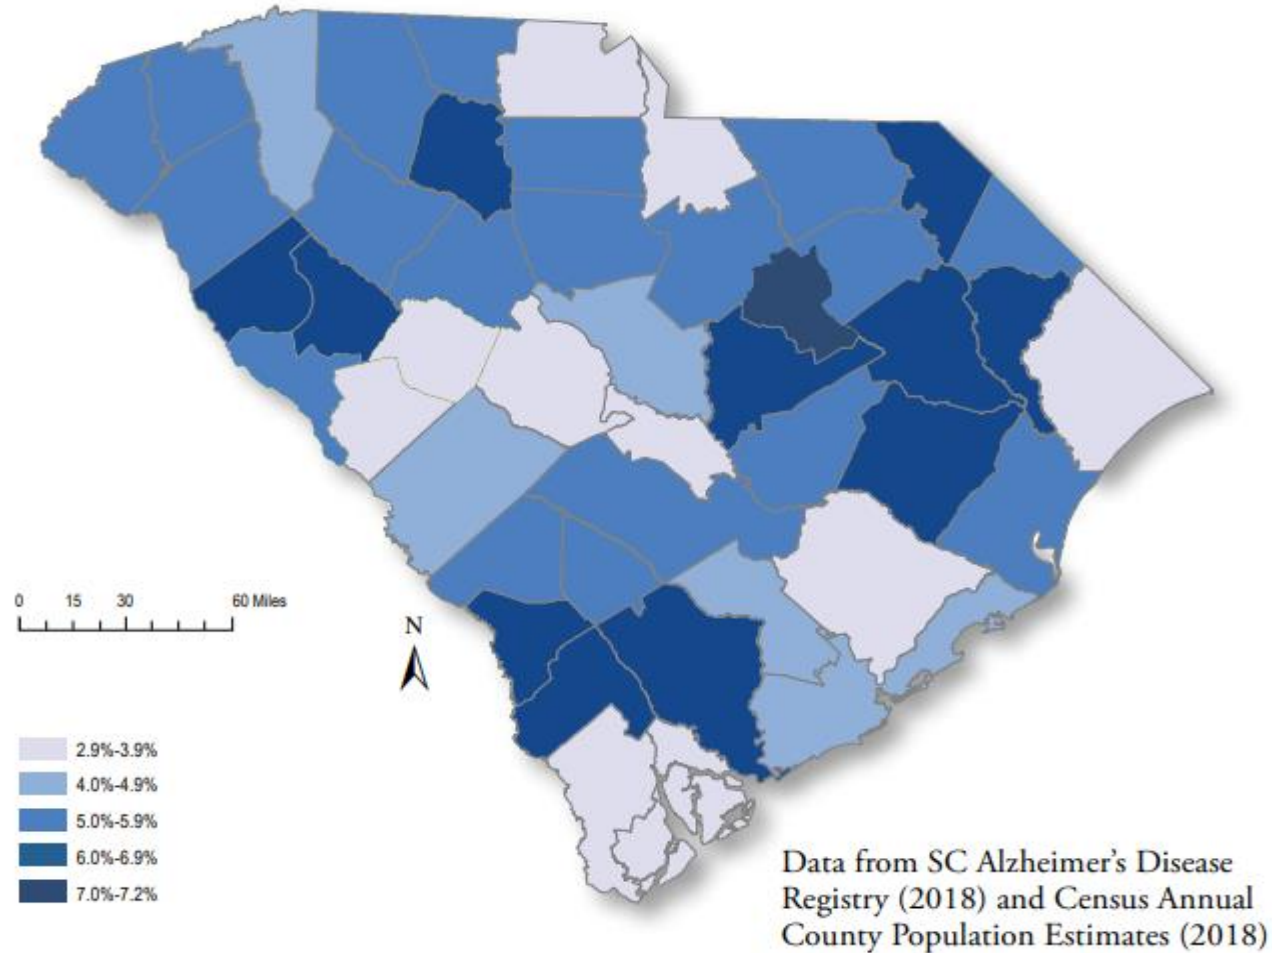 0 15 30 60 Miles
N
2.9%-3.9%
4.0%-4.9%
5.0%-5.9%
6.0%-6.9%
7.0%-7.2%
Data from SC Alzheimer's Disease
Registry (2018) and Census Annual
County Population Estimates (2018)